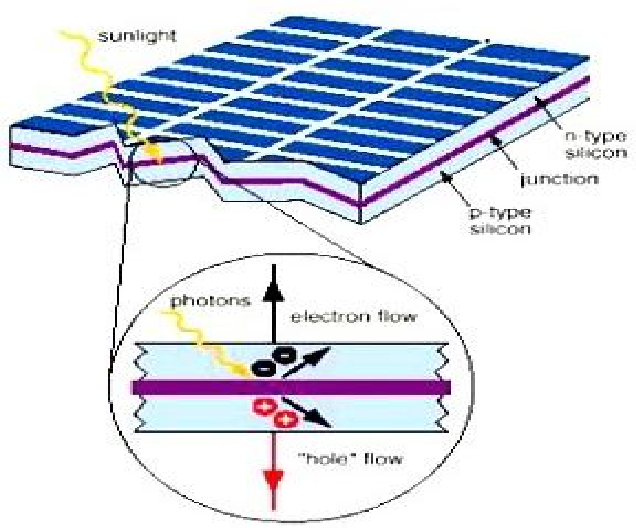 sunlight
n-type
silicon
junction
p-type
silicon
photons
electron flow
"hole" flow